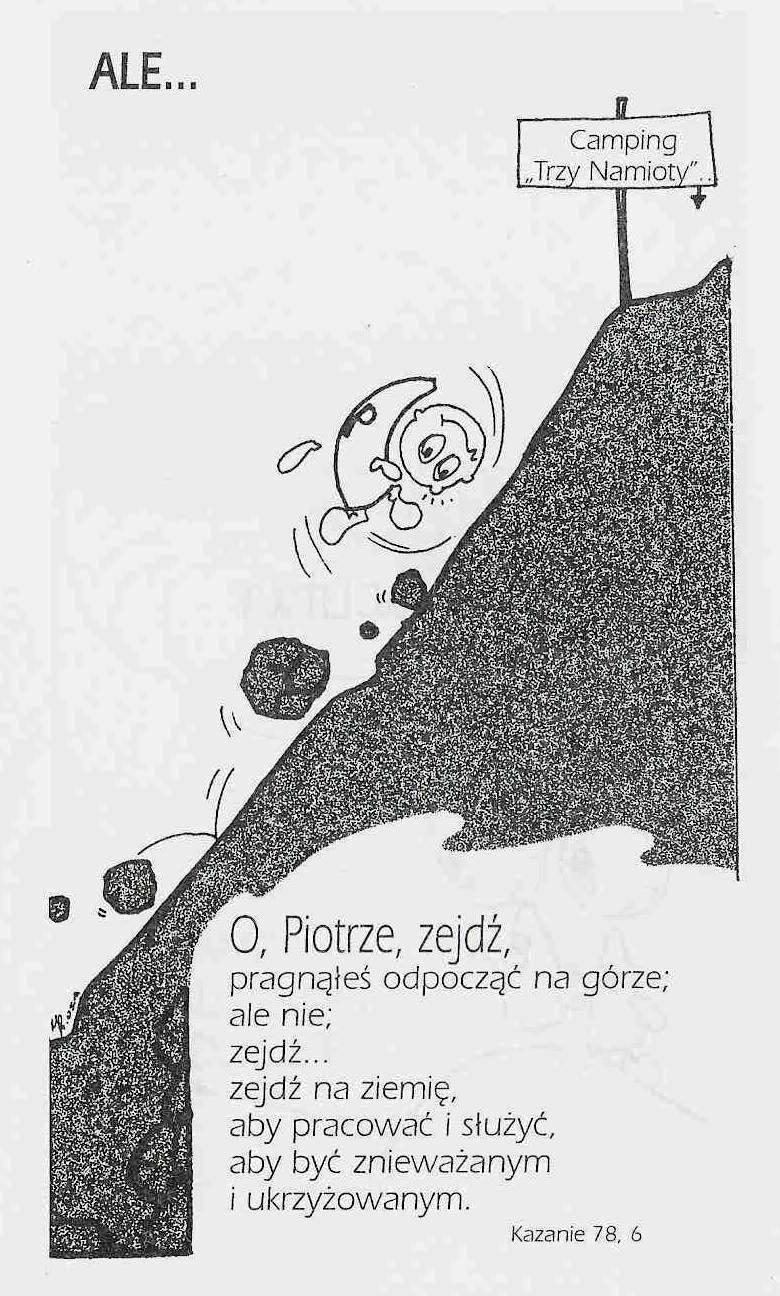 ALE...
Camping
„Trzy Namioty"..
P
O, Piotrze, zejdź,
pragnąłeś odpocząć na górze;
ale nie;
zejdź...
zejdź na ziemię,
aby pracować i służyć,
aby być znieważanym
i ukrzyżowanym.
Kazanie 78, 6